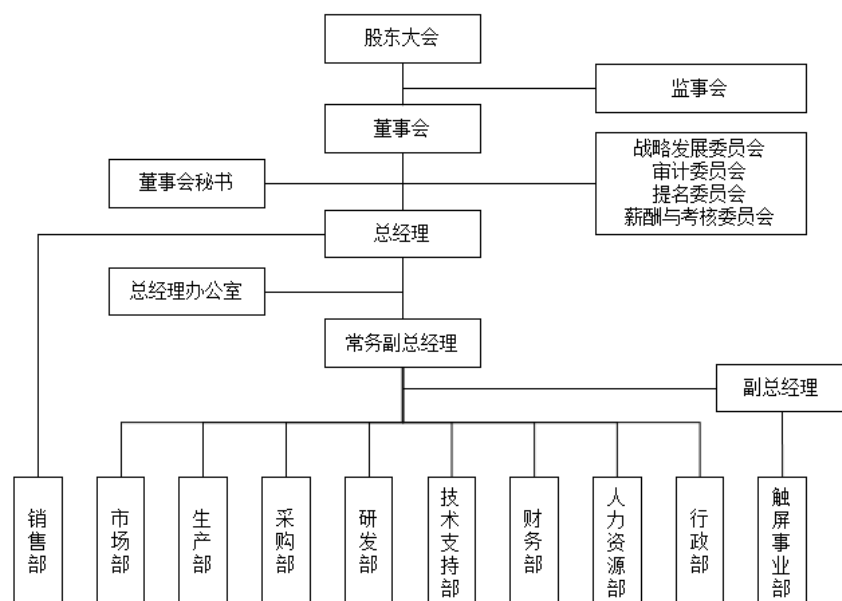 股东大会
监事会
董事会
战略发展委员会
审计委员会
提名委员会
薪酬与考核委员会
董事会秘书
总经理
总经理办公室
常务副总经理
副总经理
销售部
市场部
生产部
采购部
研发部
技术支持部
财务部
人力资源部
行政部
触屏事业部